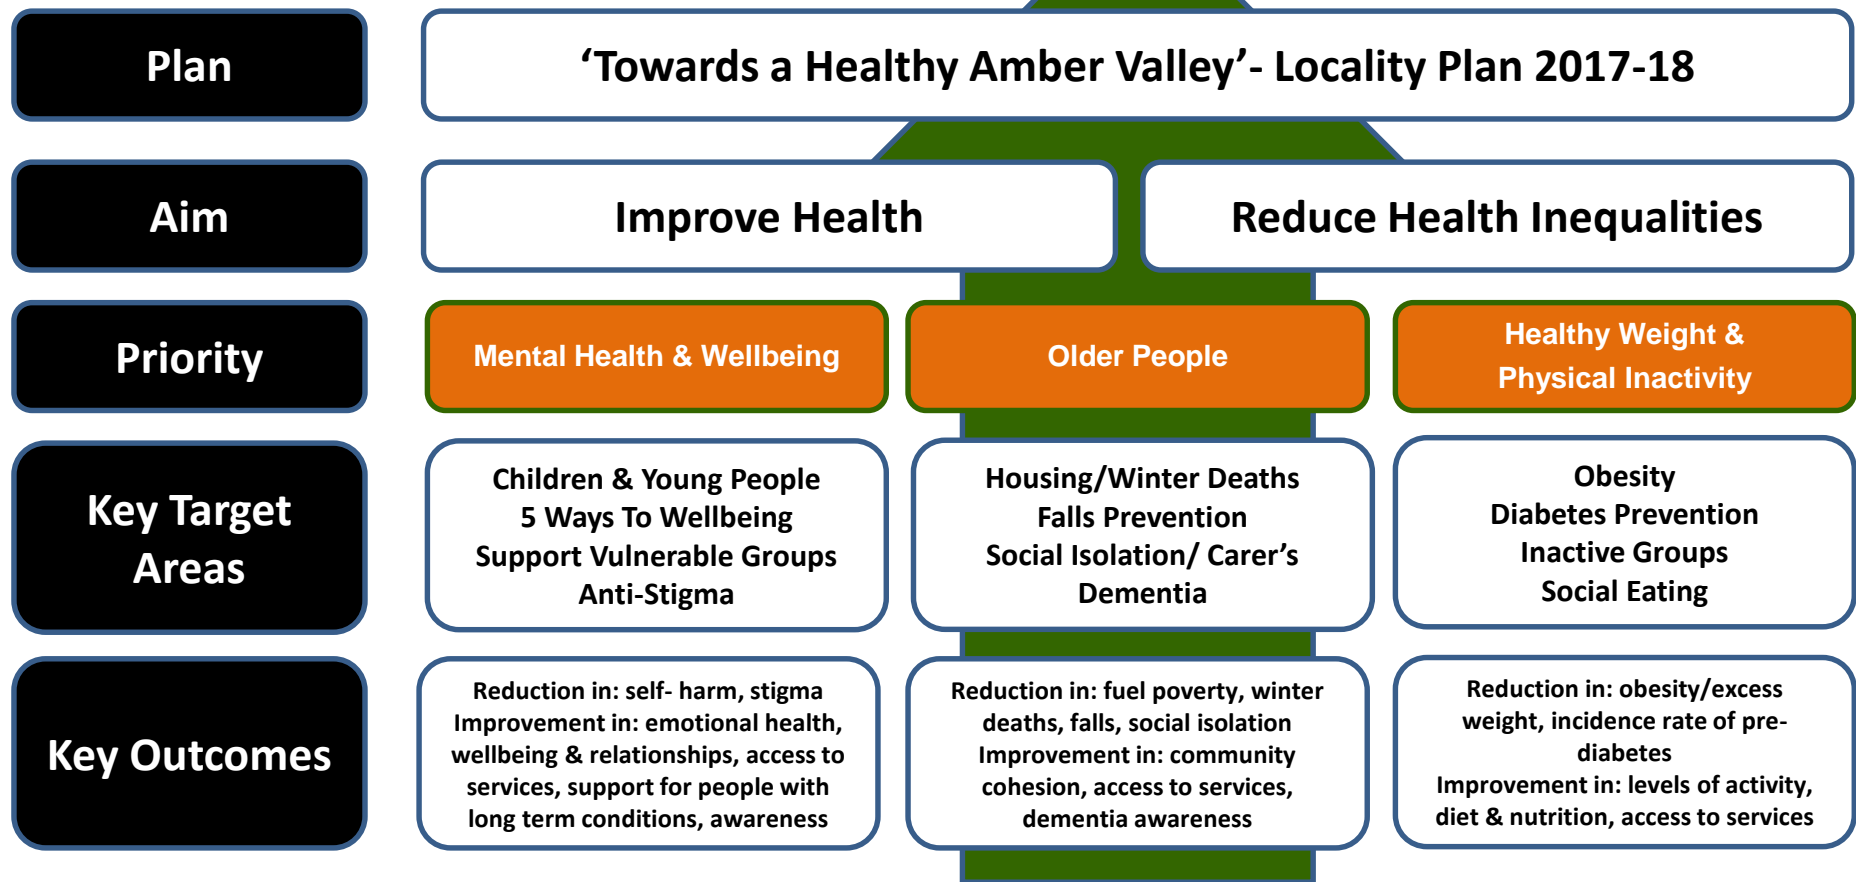 Plan
‘Towards a Healthy Amber Valley’- Locality Plan 2017-18
Aim
Improve Health
Reduce Health Inequalities
Priority
Mental Health & Wellbeing
Older People
Healthy Weight &
Physical Inactivity
Key Target
Areas
Children & Young People
5 Ways To Wellbeing
Support Vulnerable Groups
Anti-Stigma
Housing/Winter Deaths
Falls Prevention
Social Isolation/ Carer’s
Dementia
Obesity
Diabetes Prevention
Inactive Groups
Social Eating
Key Outcomes
Reduction in: self- harm, stigma
Improvement in: emotional health,
wellbeing & relationships, access to
services, support for people with
long term conditions, awareness
Reduction in: fuel poverty, winter
deaths, falls, social isolation
Improvement in: community
cohesion, access to services,
dementia awareness
Reduction in: obesity/excess
weight, incidence rate of pre-
diabetes
Improvement in: levels of activity,
diet & nutrition, access to services